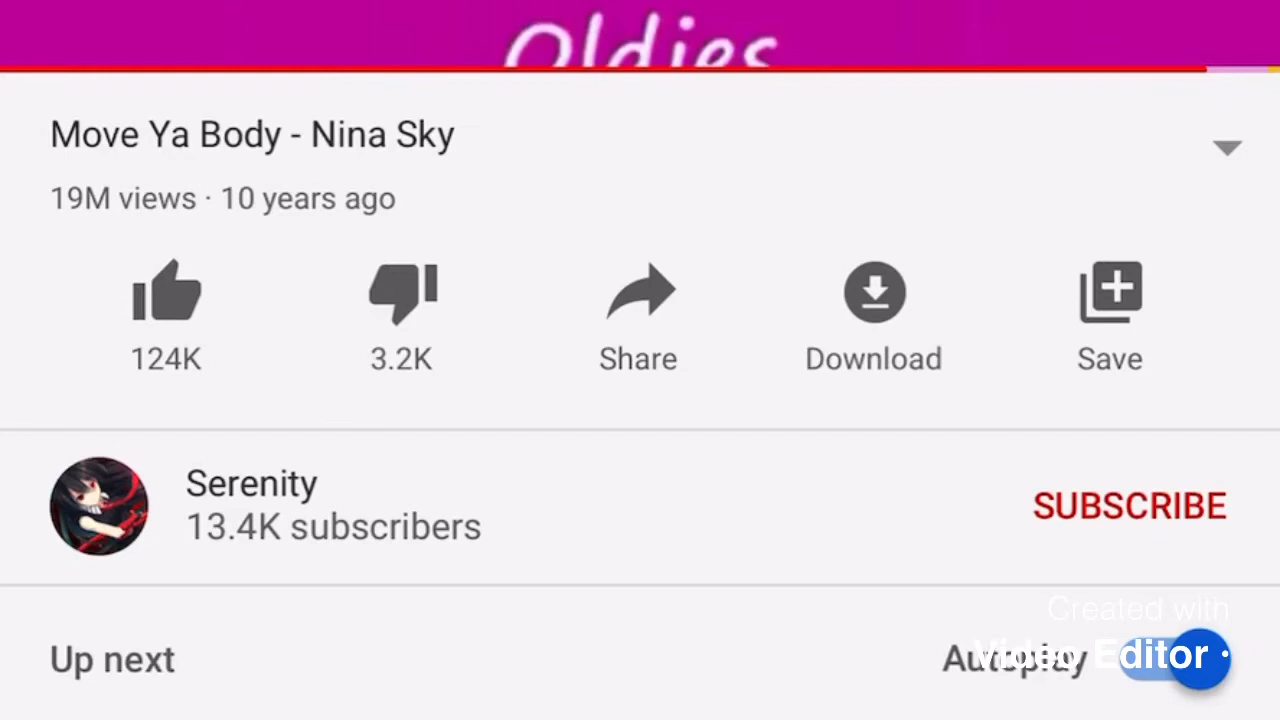 Oldies
Move Ya Body - Nina Sky
19M views · 10 years ago
124K
3.2K
Share
Download
Save
Serenity
13.4K subscribers
SUBSCRIBE
Created with
Up next
Autoplay
Video Editor ·